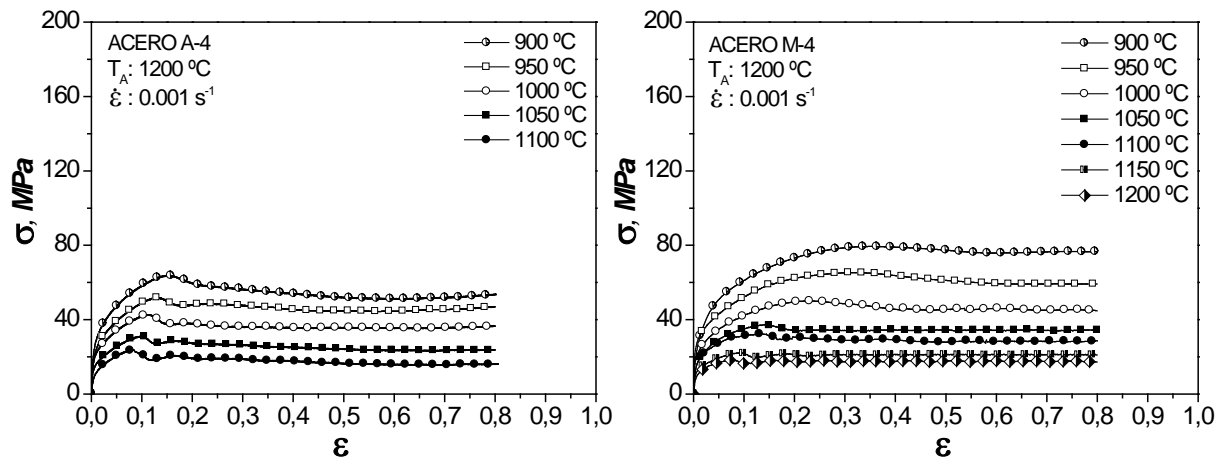 ACERO A-4
T_A: 1200 ºC
ε̇ : 0.001 s⁻¹
900 ºC
950 ºC
1000 ºC
1050 ºC
1100 ºC
σ, MPa
200
160
120
80
40
0
0,0 0,1 0,2 0,3 0,4 0,5 0,6 0,7 0,8 0,9 1,0
ε
ACERO M-4
T_A: 1200 ºC
ε̇ : 0.001 s⁻¹
900 ºC
950 ºC
1000 ºC
1050 ºC
1100 ºC
1150 ºC
1200 ºC
σ, MPa
200
160
120
80
40
0
0,0 0,1 0,2 0,3 0,4 0,5 0,6 0,7 0,8 0,9 1,0
ε